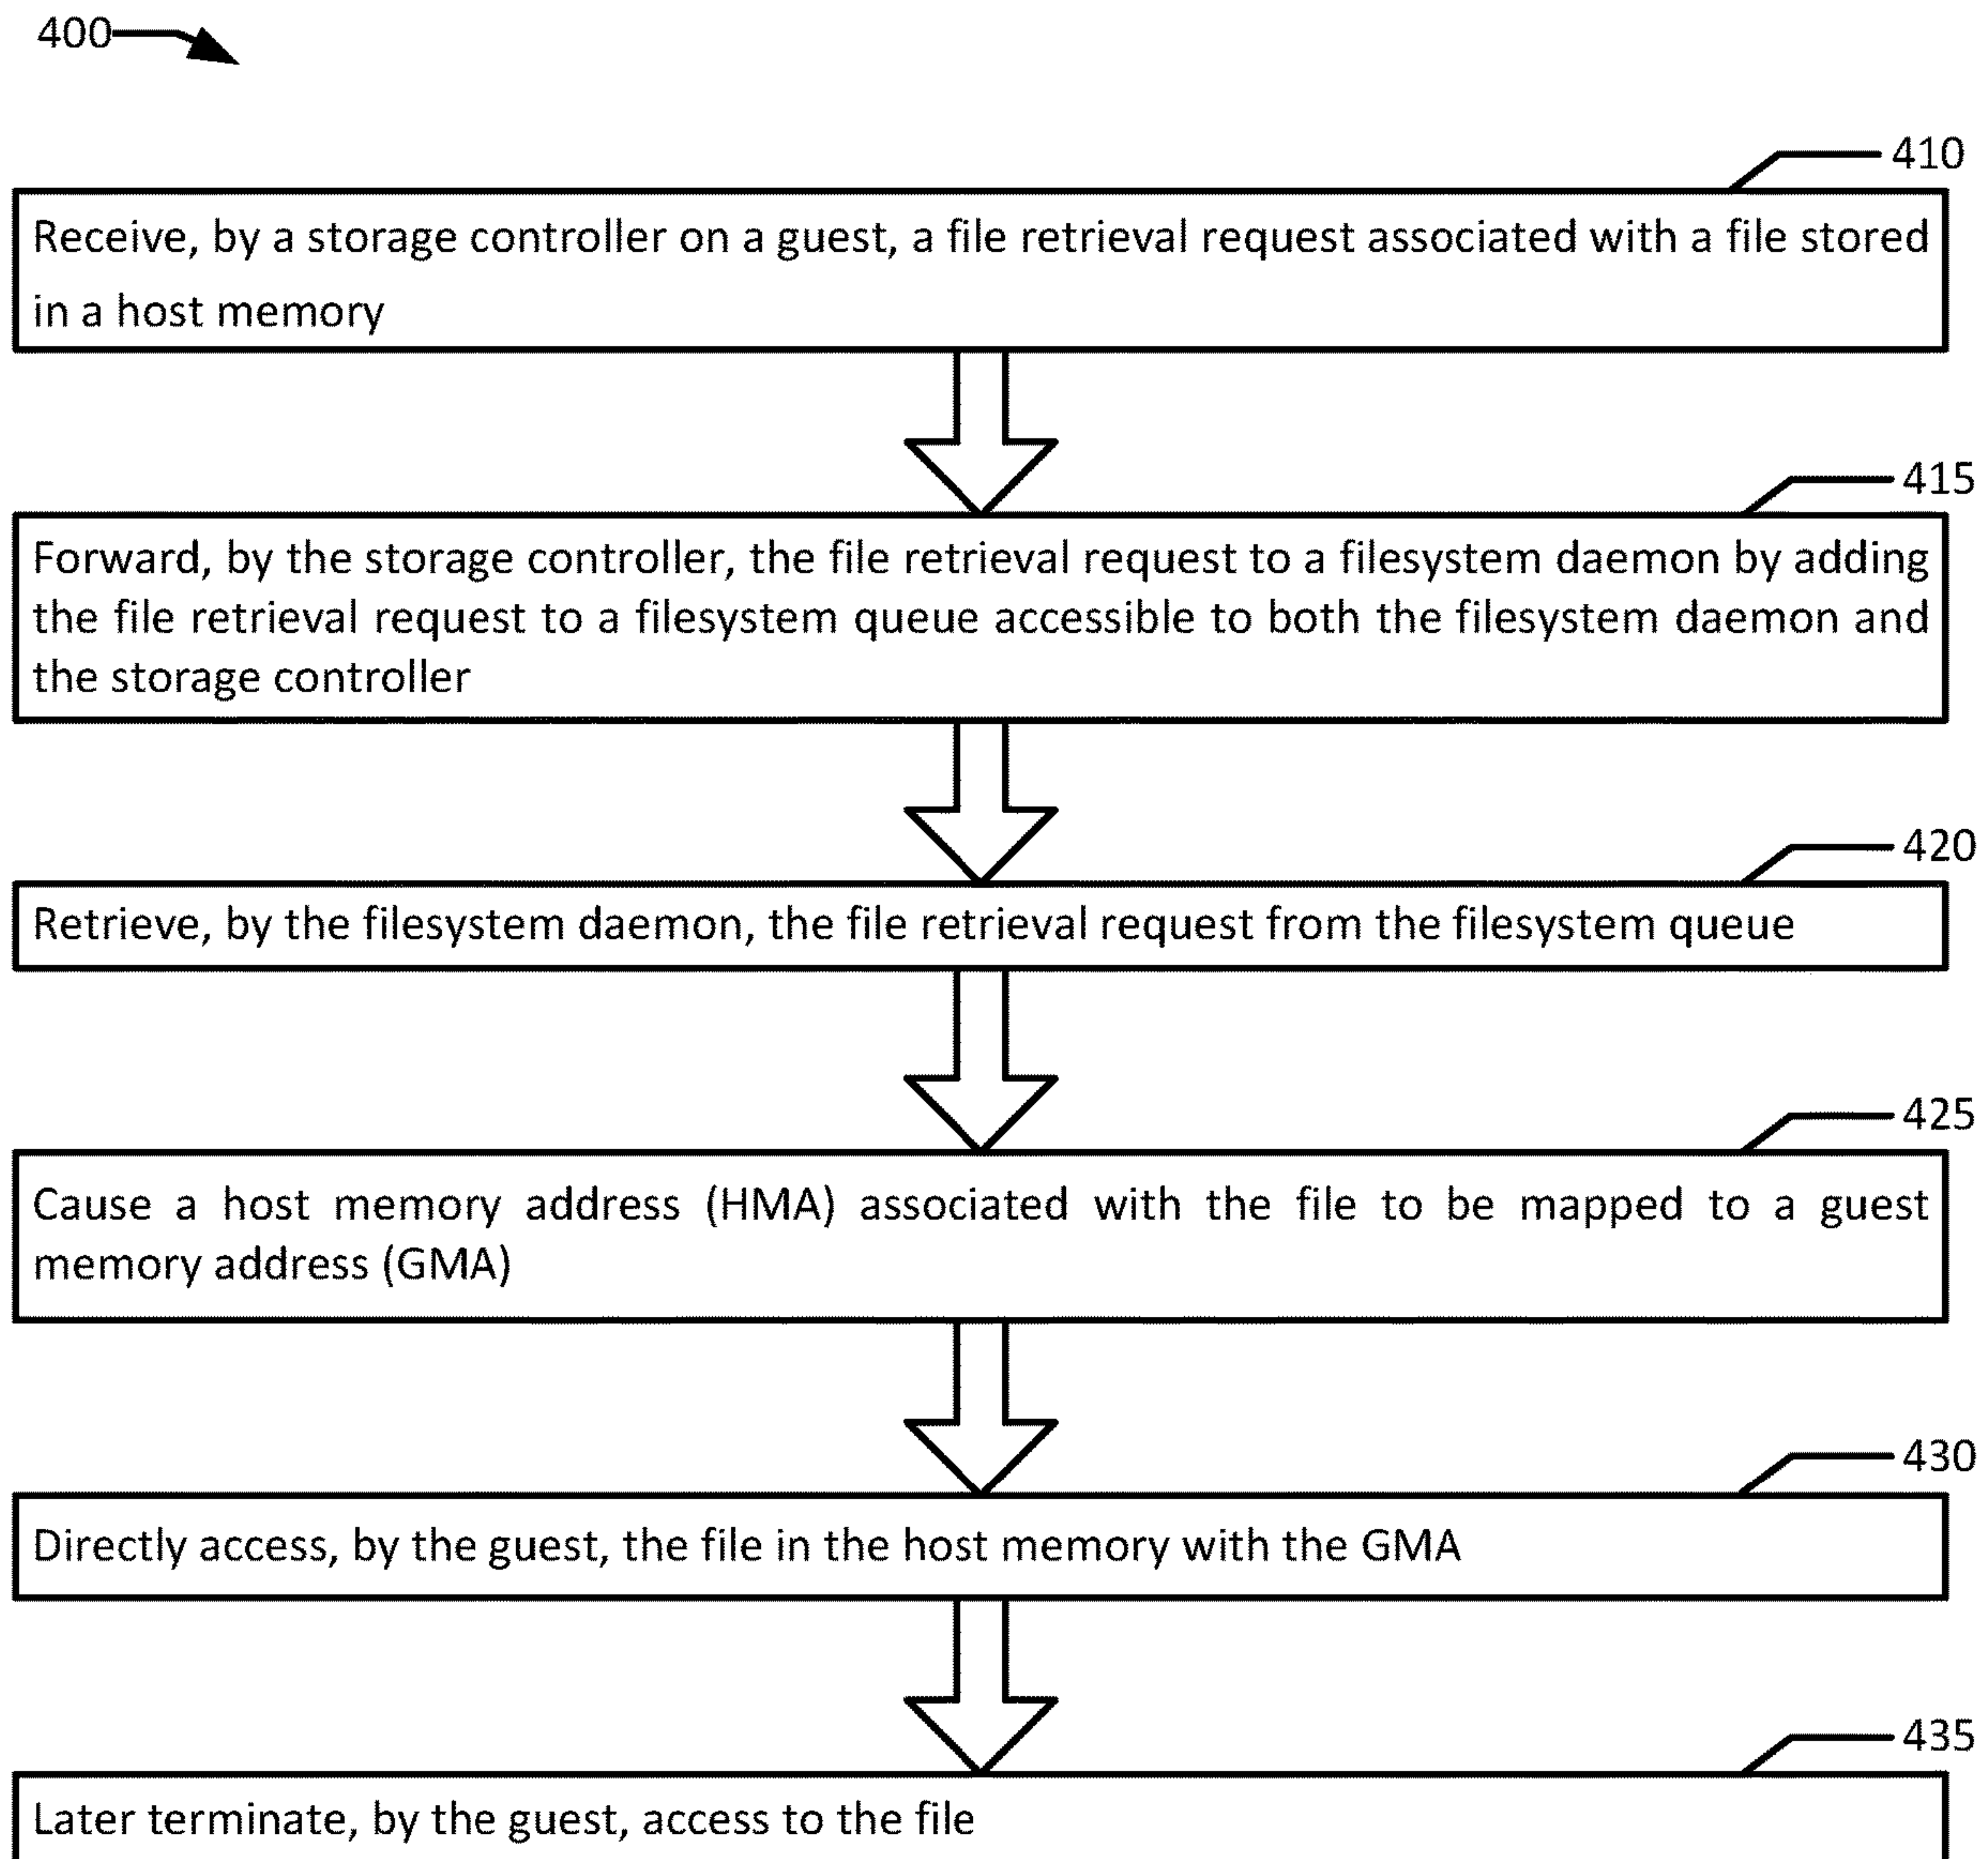 400
410
Receive, by a storage controller on a guest, a file retrieval request associated with a file stored
in a host memory
415
Forward, by the storage controller, the file retrieval request to a filesystem daemon by adding
the file retrieval request to a filesystem queue accessible to both the filesystem daemon and
the storage controller
420
Retrieve, by the filesystem daemon, the file retrieval request from the filesystem queue
425
Cause a host memory address (HMA) associated with the file to be mapped to a guest
memory address (GMA)
430
Directly access, by the guest, the file in the host memory with the GMA
435
Later terminate, by the guest, access to the file